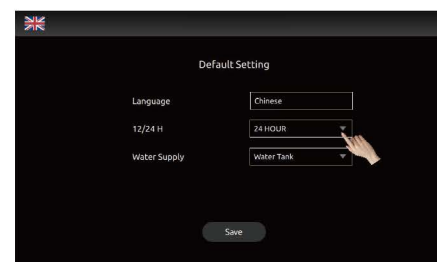 Default Setting
Language Chinese
12/24 H 24 HOUR
Water Supply Water Tank
Save